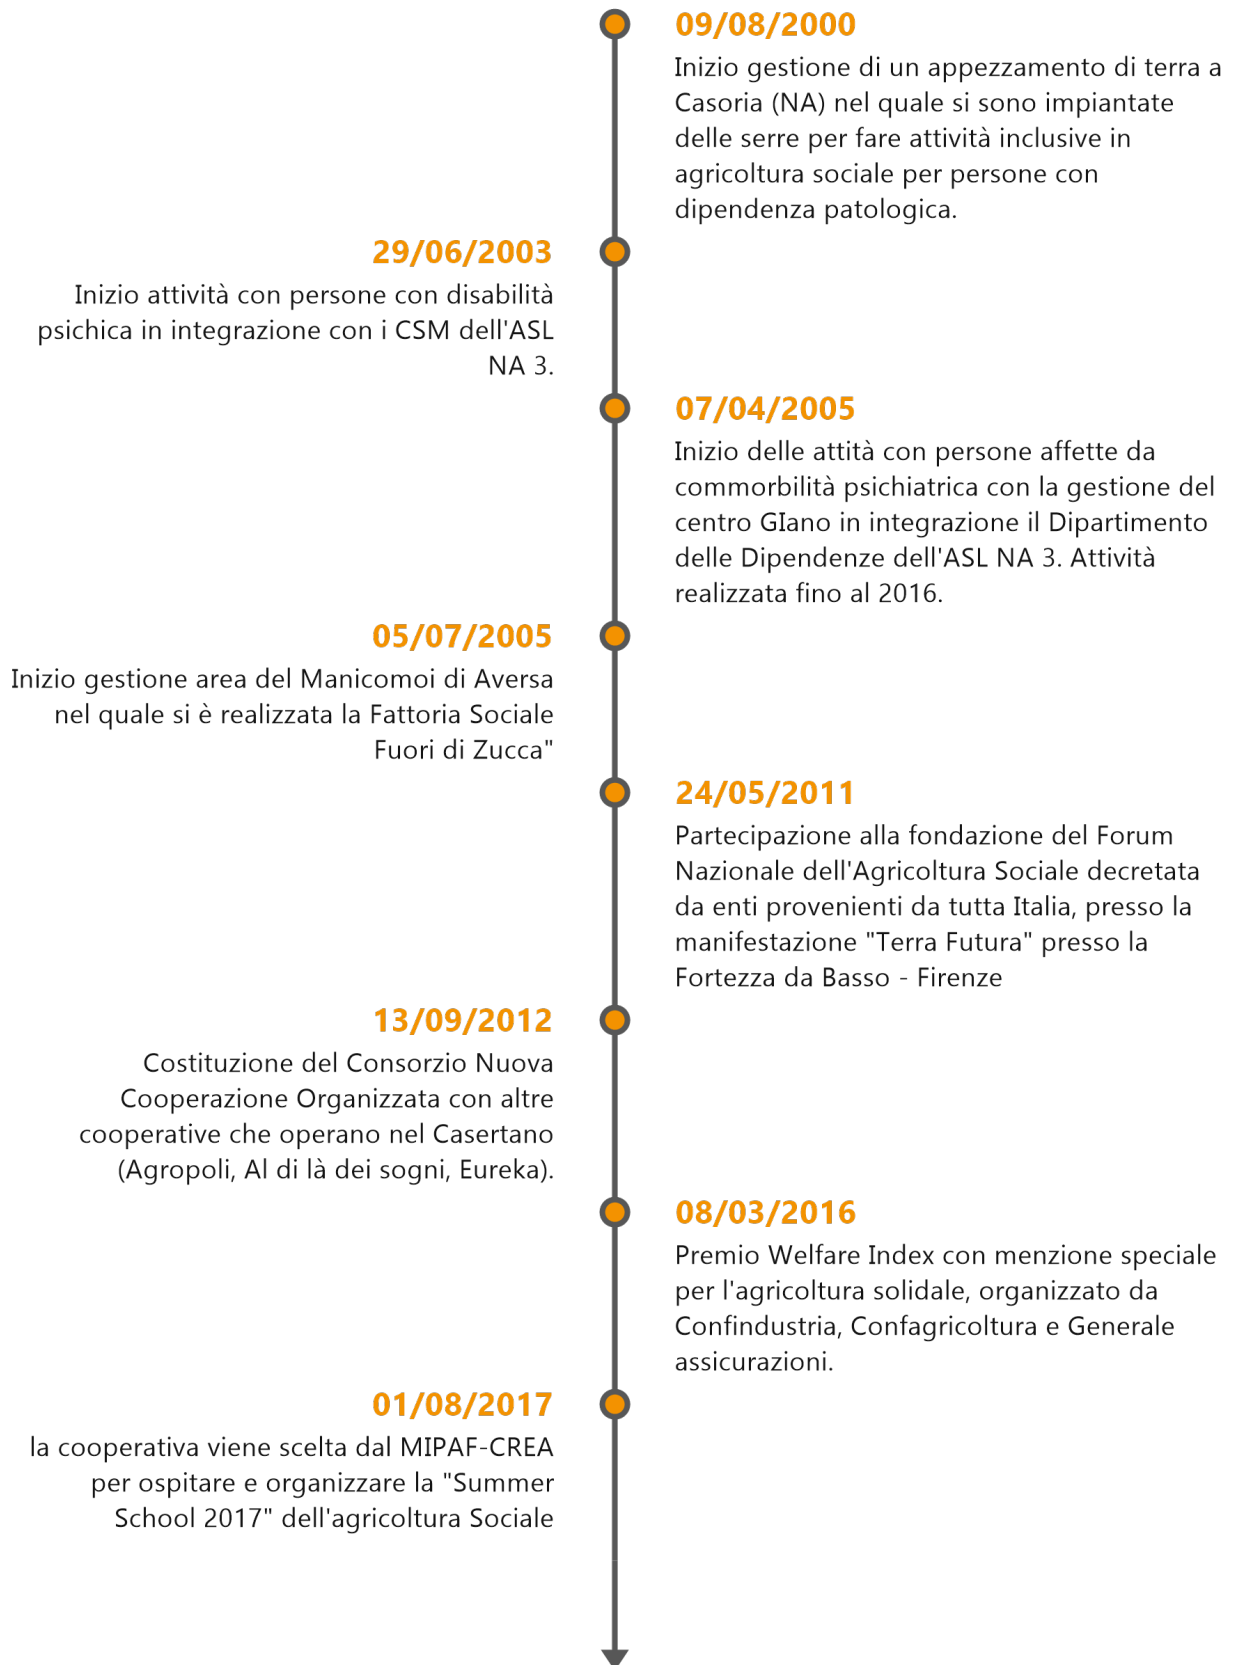 09/08/2000
Inizio gestione di un appezzamento di terra a
Casoria (NA) nel quale si sono impiantate
delle serre per fare attività inclusive in
agricoltura sociale per persone con
dipendenza patologica.
29/06/2003
Inizio attività con persone con disabilità
psichica in integrazione con i CSM dell'ASL
NA 3.
07/04/2005
Inizio delle attità con persone affette da
commorbilità psichiatrica con la gestione del
centro GIano in integrazione il Dipartimento
delle Dipendenze dell'ASL NA 3. Attività
realizzata fino al 2016.
05/07/2005
Inizio gestione area del Manicomoi di Aversa
nel quale si è realizzata la Fattoria Sociale
Fuori di Zucca"
24/05/2011
Partecipazione alla fondazione del Forum
Nazionale dell'Agricoltura Sociale decretata
da enti provenienti da tutta Italia, presso la
manifestazione "Terra Futura" presso la
Fortezza da Basso - Firenze
13/09/2012
Costituzione del Consorzio Nuova
Cooperazione Organizzata con altre
cooperative che operano nel Casertano
(Agropoli, Al di là dei sogni, Eureka).
08/03/2016
Premio Welfare Index con menzione speciale
per l'agricoltura solidale, organizzato da
Confindustria, Confagricoltura e Generale
assicurazioni.
01/08/2017
la cooperativa viene scelta dal MIPAF-CREA
per ospitare e organizzare la "Summer
School 2017" dell'agricoltura Sociale